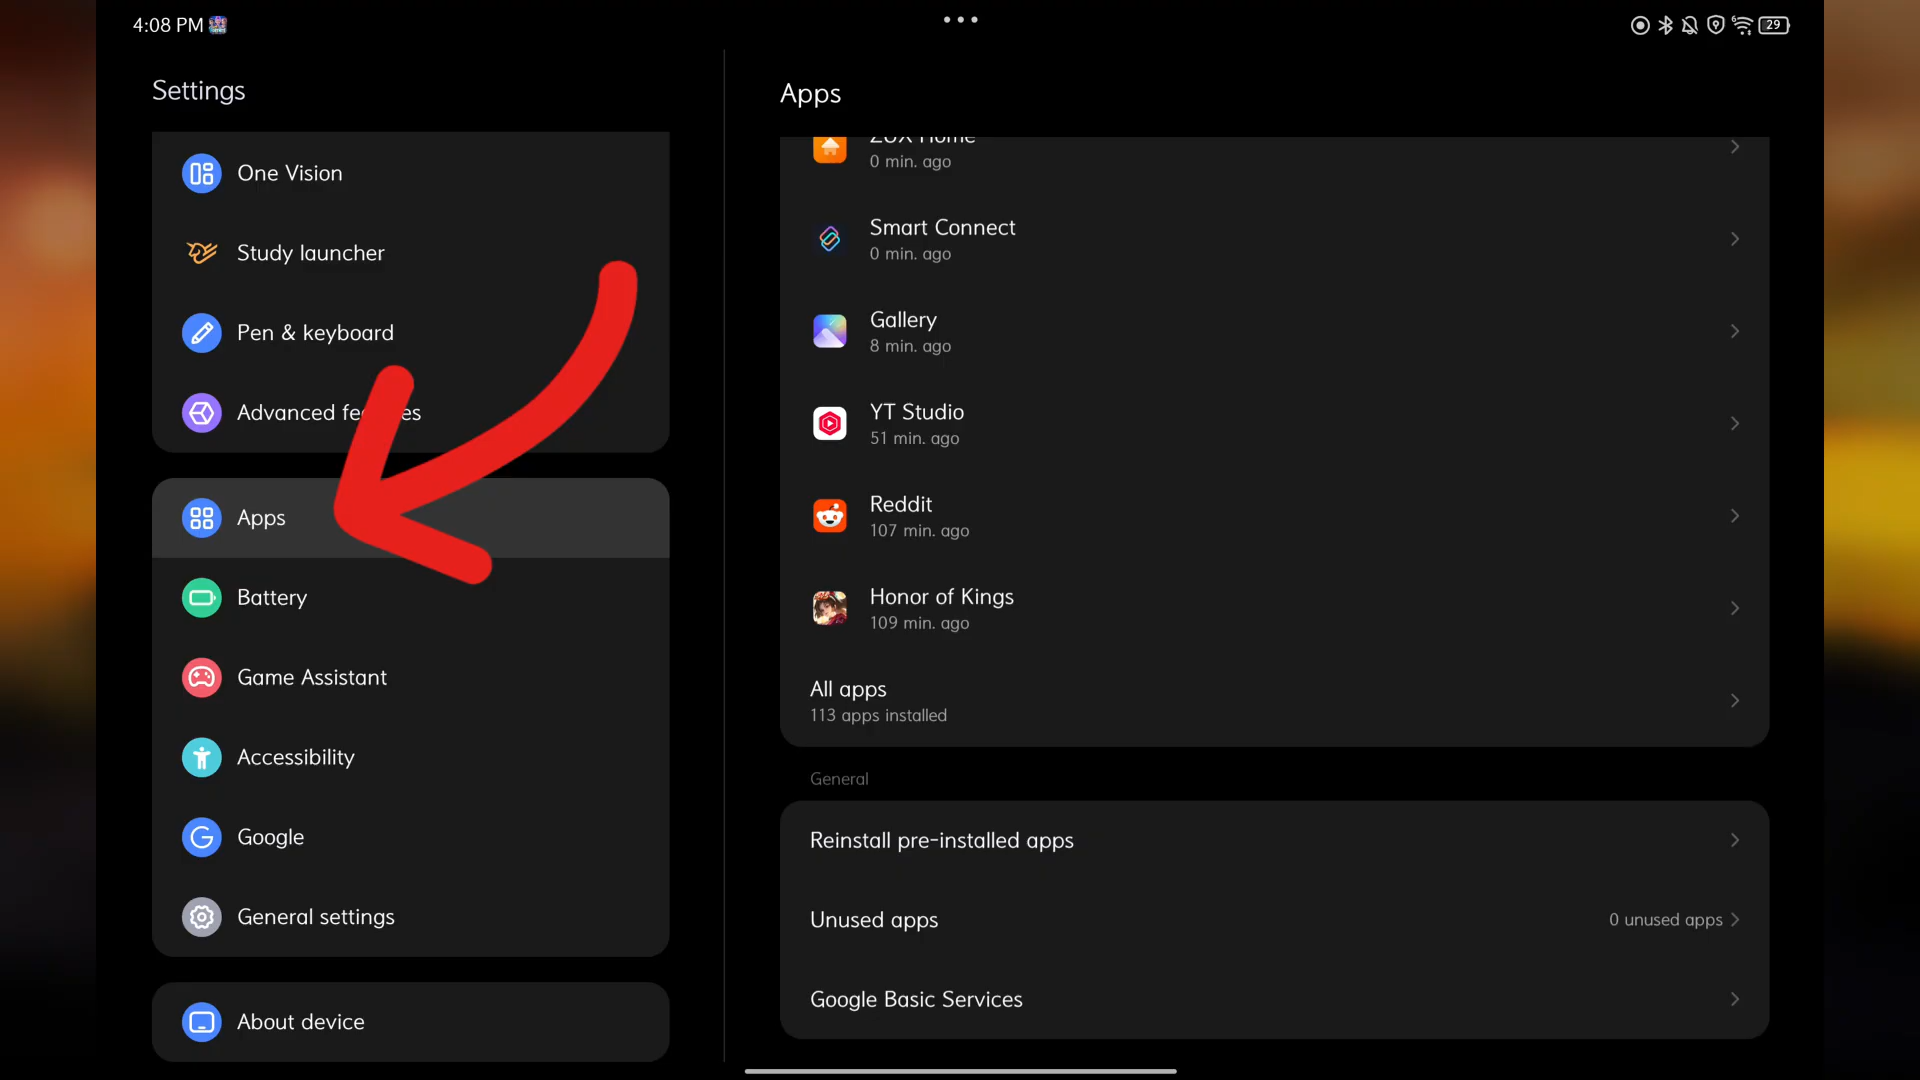 4:08 PM
29
Settings
One Vision
Study launcher
Pen & keyboard
Advanced fe es
Apps
Battery
Game Assistant
Accessibility
Google
General settings
About device
Apps
ZUX Home
0 min. ago
Smart Connect
0 min. ago
Gallery
8 min. ago
YT Studio
51 min. ago
Reddit
107 min. ago
Honor of Kings
109 min. ago
All apps
113 apps installed
General
Reinstall pre-installed apps
Unused apps
0 unused apps
Google Basic Services